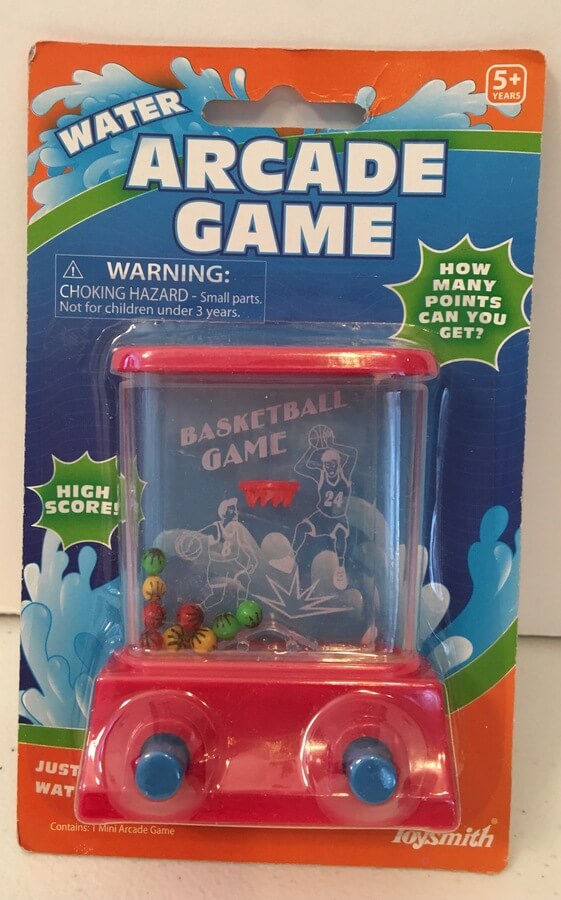 5+
YEARS
WATER
ARCADE
GAME
WARNING:
CHOKING HAZARD - Small parts.
Not for children under 3 years.
HOW
MANY
POINTS
CAN YOU
GET?
BASKETBALL
GAME
24
HIGH
SCORE!
JUST
WAT
Contains: 1 Mini Arcade Game
Toysmith®